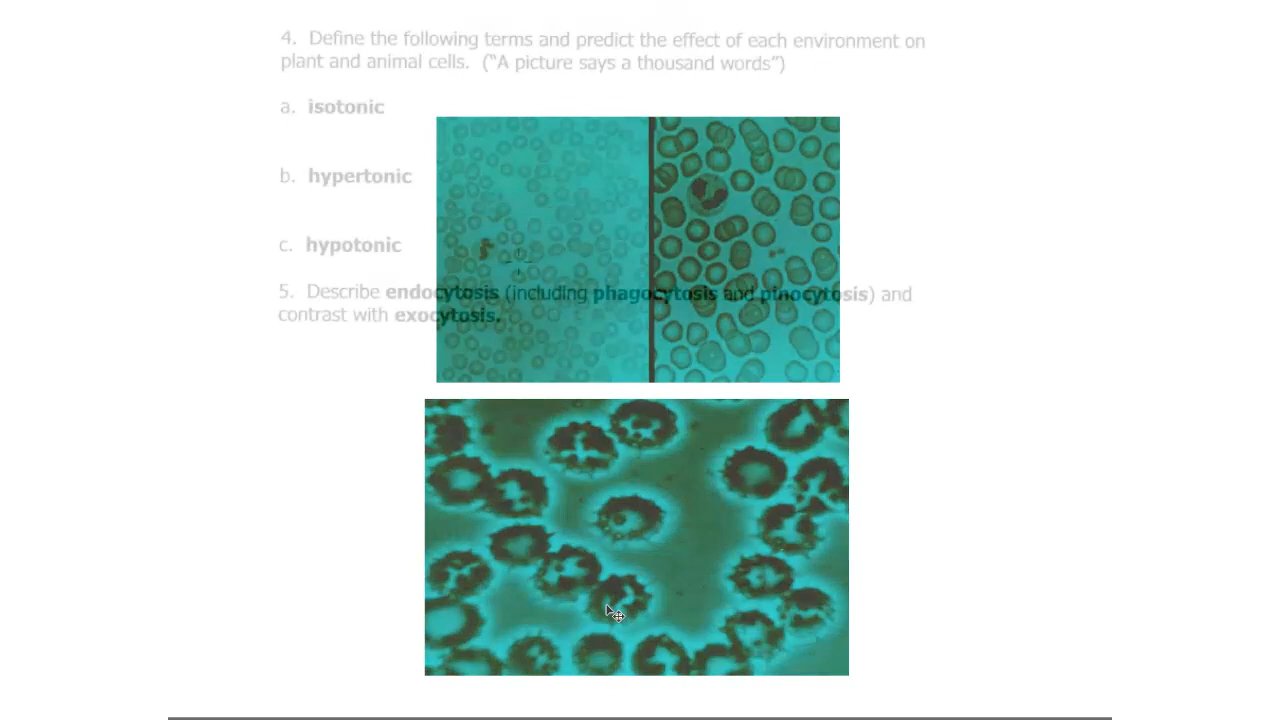 4. Define the following terms and predict the effect of each environment on
plant and animal cells. ("A picture says a thousand words")
a. isotonic
b. hypertonic
c. hypotonic
5. Describe endocytosis (including phagocytosis and pinocytosis) and
contrast with exocytosis.